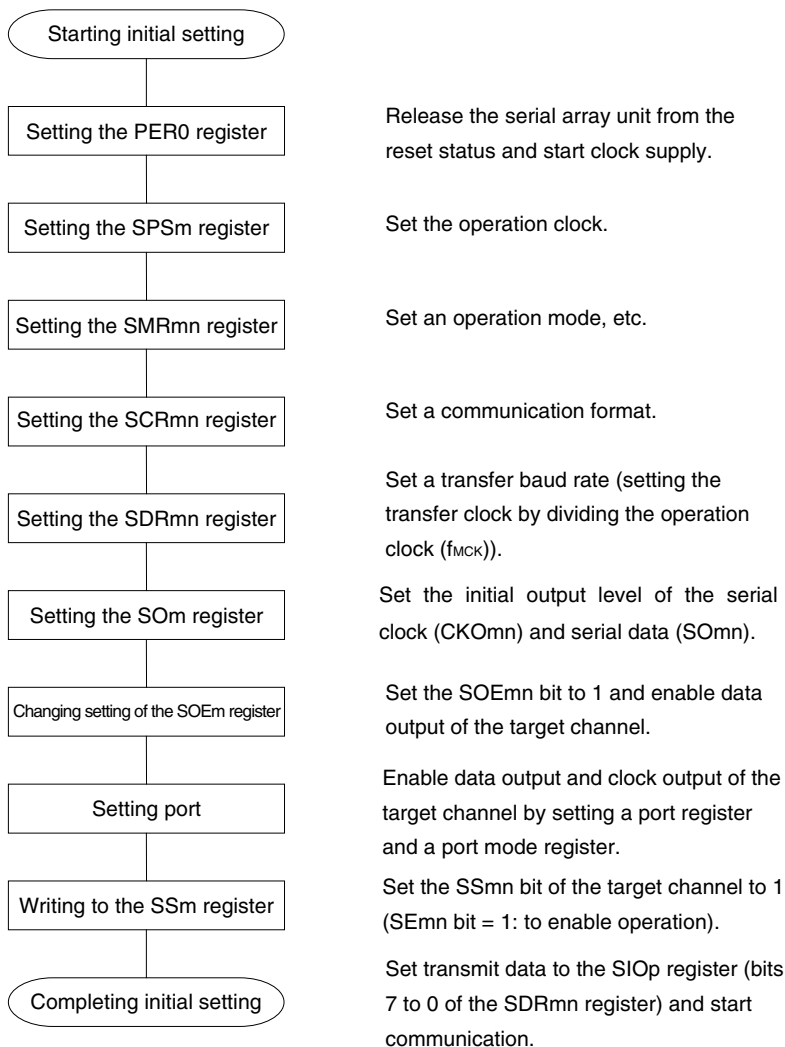 Starting initial setting
Setting the PER0 register
Release the serial array unit from the
reset status and start clock supply.
Setting the SPSm register
Set the operation clock.
Setting the SMRmn register
Set an operation mode, etc.
Setting the SCRmn register
Set a communication format.
Setting the SDRmn register
Set a transfer baud rate (setting the
transfer clock by dividing the operation
clock (fMCK)).
Setting the SOm register
Set the initial output level of the serial
clock (CKOmn) and serial data (SOmn).
Changing setting of the SOEm register
Set the SOEmn bit to 1 and enable data
output of the target channel.
Setting port
Enable data output and clock output of the
target channel by setting a port register
and a port mode register.
Writing to the SSm register
Set the SSmn bit of the target channel to 1
(SEmn bit = 1: to enable operation).
Completing initial setting
Set transmit data to the SIOp register (bits
7 to 0 of the SDRmn register) and start
communication.